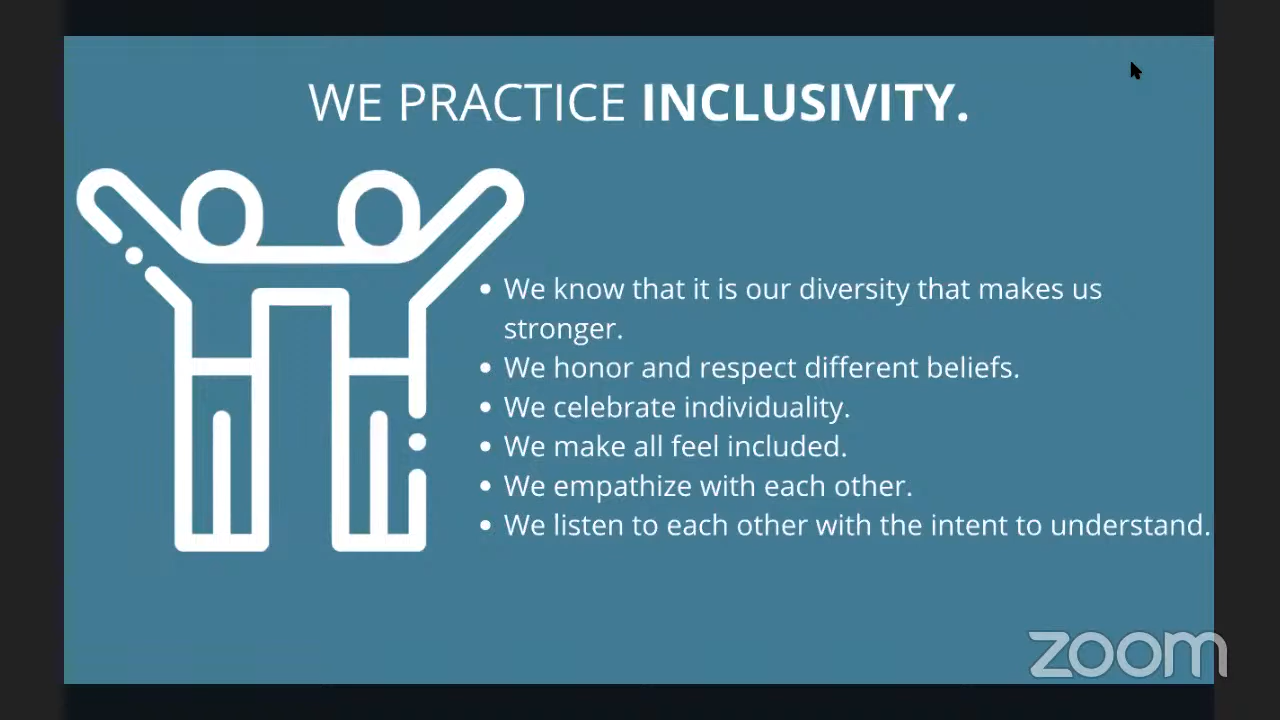 WE PRACTICE INCLUSIVITY.
• We know that it is our diversity that makes us
stronger.
• We honor and respect different beliefs.
• We celebrate individuality.
• We make all feel included.
• We empathize with each other.
• We listen to each other with the intent to understand.
zoom